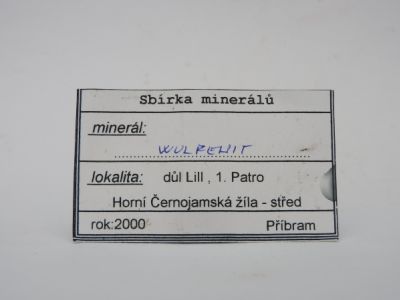 Sbírka minerálů
minerál:
WULFENIT
lokalita: důl Lill , 1. Patro
Horní Černojamská žíla - střed
rok:2000 Příbram